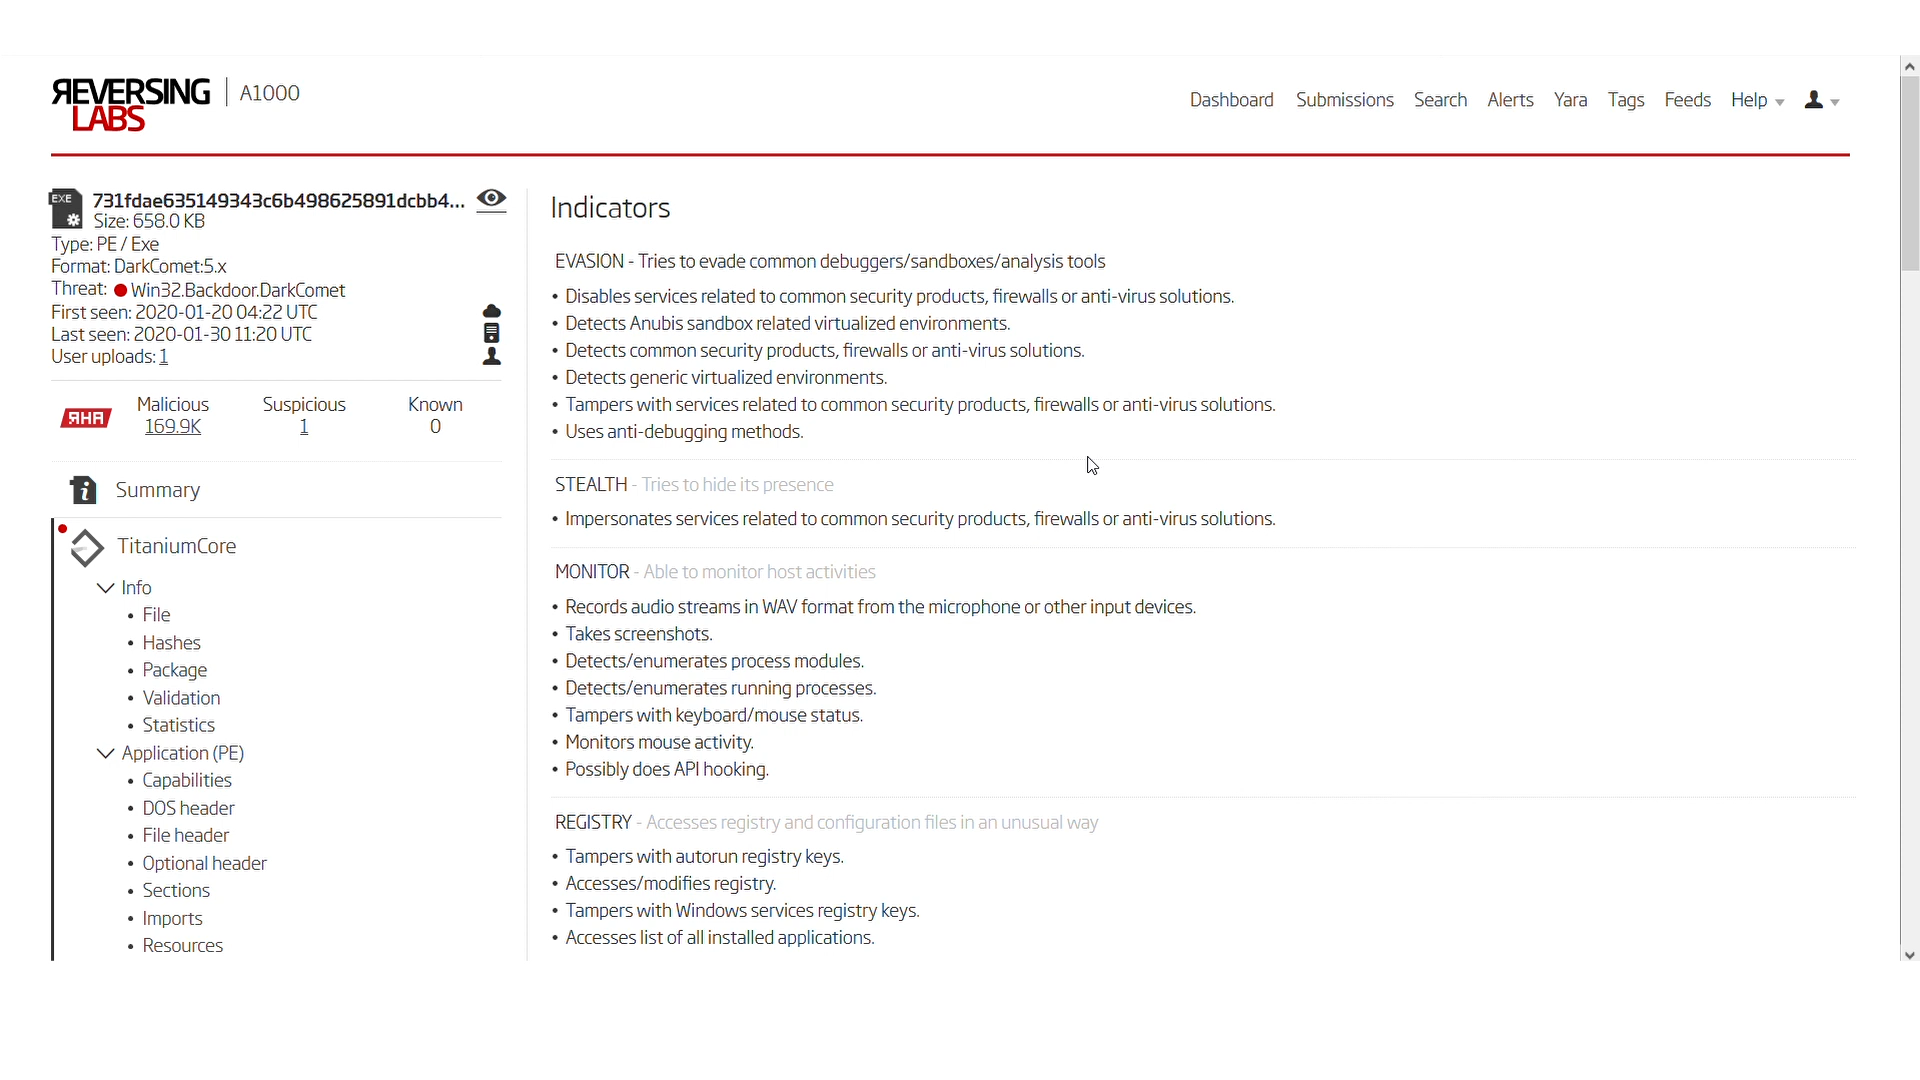 REVERSING
LABS
A1000
Dashboard Submissions Search Alerts Yara Tags Feeds Help
EXE
731fdae635149343c6b498625891dcbb4...
Size: 658.0 KB
Type: PE / Exe
Format: DarkComet:5.x
Threat: Win32.Backdoor.DarkComet
First seen: 2020-01-20 04:22 UTC
Last seen: 2020-01-30 11:20 UTC
User uploads: 1
RHA
Malicious Suspicious Known
169.9K 1 0
Summary
TitaniumCore
Info
• File
• Hashes
• Package
• Validation
• Statistics
Application (PE)
• Capabilities
• DOS header
• File header
• Optional header
• Sections
• Imports
• Resources
Indicators
EVASION - Tries to evade common debuggers/sandboxes/analysis tools
• Disables services related to common security products, firewalls or anti-virus solutions.
• Detects Anubis sandbox related virtualized environments.
• Detects common security products, firewalls or anti-virus solutions.
• Detects generic virtualized environments.
• Tampers with services related to common security products, firewalls or anti-virus solutions.
• Uses anti-debugging methods.
STEALTH - Tries to hide its presence
• Impersonates services related to common security products, firewalls or anti-virus solutions.
MONITOR - Able to monitor host activities
• Records audio streams in WAV format from the microphone or other input devices.
• Takes screenshots.
• Detects/enumerates process modules.
• Detects/enumerates running processes.
• Tampers with keyboard/mouse status.
• Monitors mouse activity.
• Possibly does API hooking.
REGISTRY - Accesses registry and configuration files in an unusual way
• Tampers with autorun registry keys.
• Accesses/modifies registry.
• Tampers with Windows services registry keys.
• Accesses list of all installed applications.